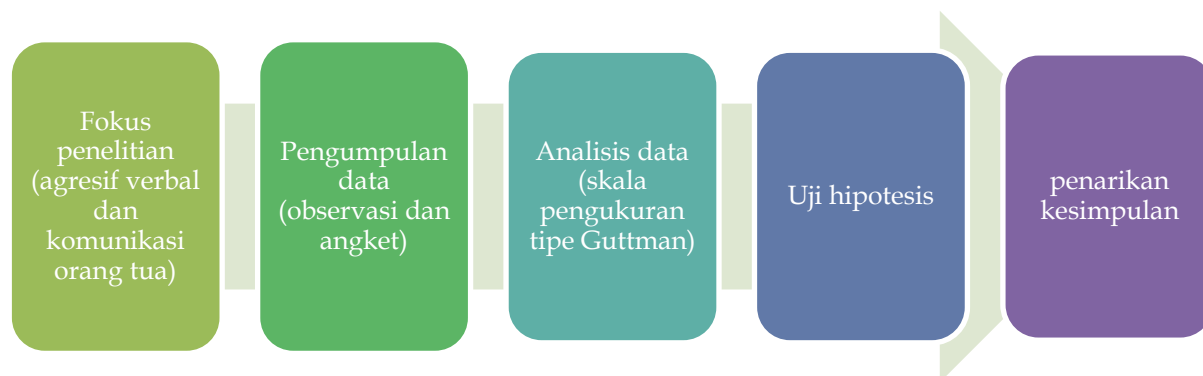 Fokus
penelitian
(agresif verbal
dan
komunikasi
orang tua)
Pengumpulan
data
(observasi dan
angket)
Analisis data
(skala
pengukuran
tipe Guttman)
Uji hipotesis
penarikan
kesimpulan